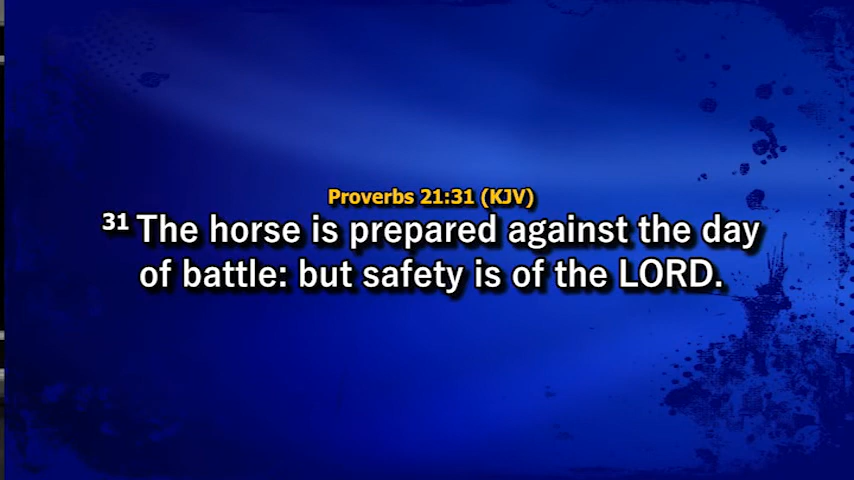 Proverbs 21:31 (KJV)
31 The horse is prepared against the day
of battle: but safety is of the LORD.